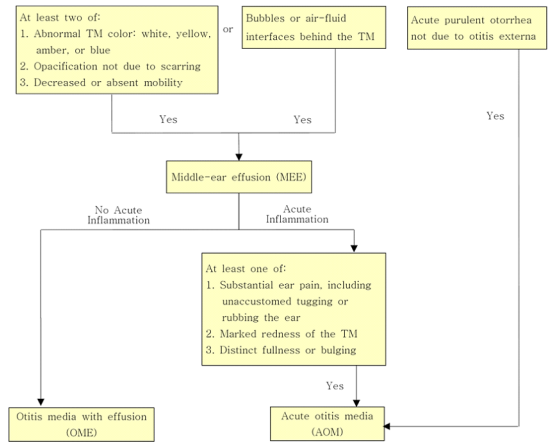 At least two of:
1. Abnormal TM color: white, yellow,
amber, or blue
2. Opacification not due to scarring
3. Decreased or absent mobility
or
Bubbles or air-fluid
interfaces behind the TM
Acute purulent otorrhea
not due to otitis externa
Yes
Yes
Yes
Middle-ear effusion (MEE)
No Acute
Inflammation
Acute
Inflammation
At least one of:
1. Substantial ear pain, including
unaccustomed tugging or
rubbing the ear
2. Marked redness of the TM
3. Distinct fullness or bulging
Yes
Otitis media with effusion
(OME)
Acute otitis media
(AOM)